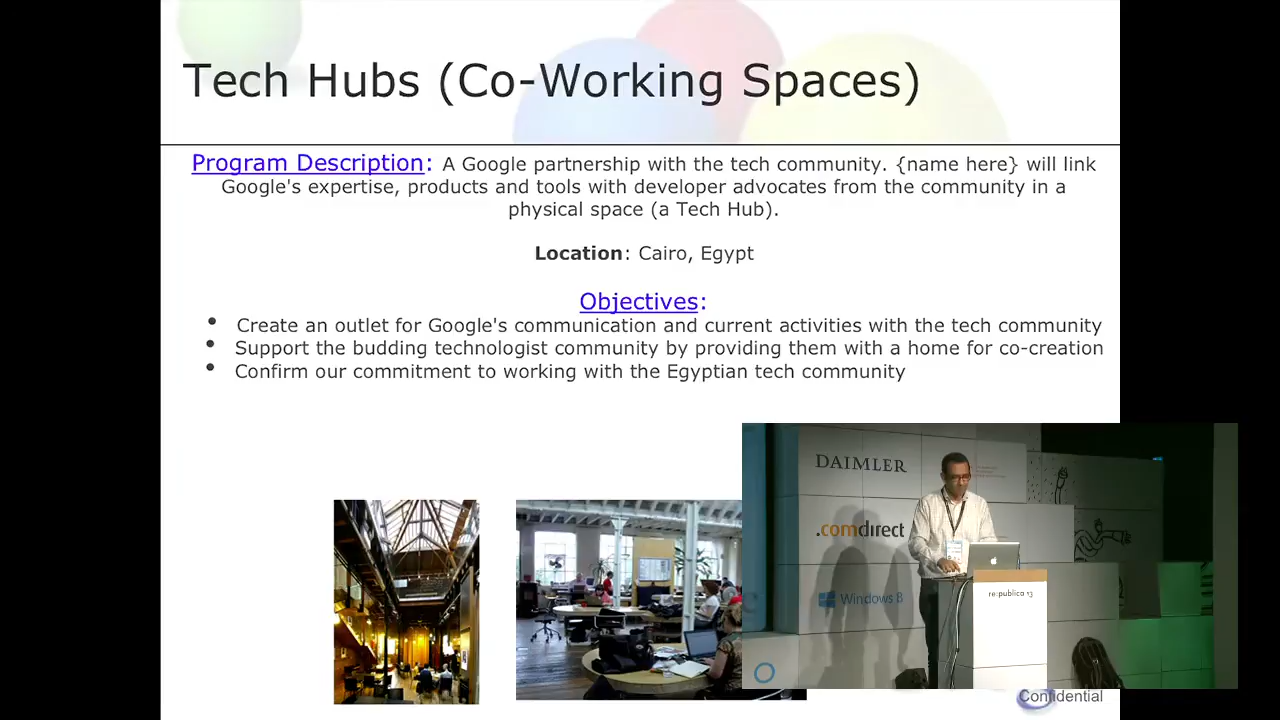 Tech Hubs (Co-Working Spaces)
Program Description: A Google partnership with the tech community. {name here} will link
Google's expertise, products and tools with developer advocates from the community in a
physical space (a Tech Hub).
Location: Cairo, Egypt
Objectives:
• Create an outlet for Google's communication and current activities with the tech community
• Support the budding technologist community by providing them with a home for co-creation
• Confirm our commitment to working with the Egyptian tech community
DAIMLER
.comdirect
Windows 8
re:publica 13
Confidential